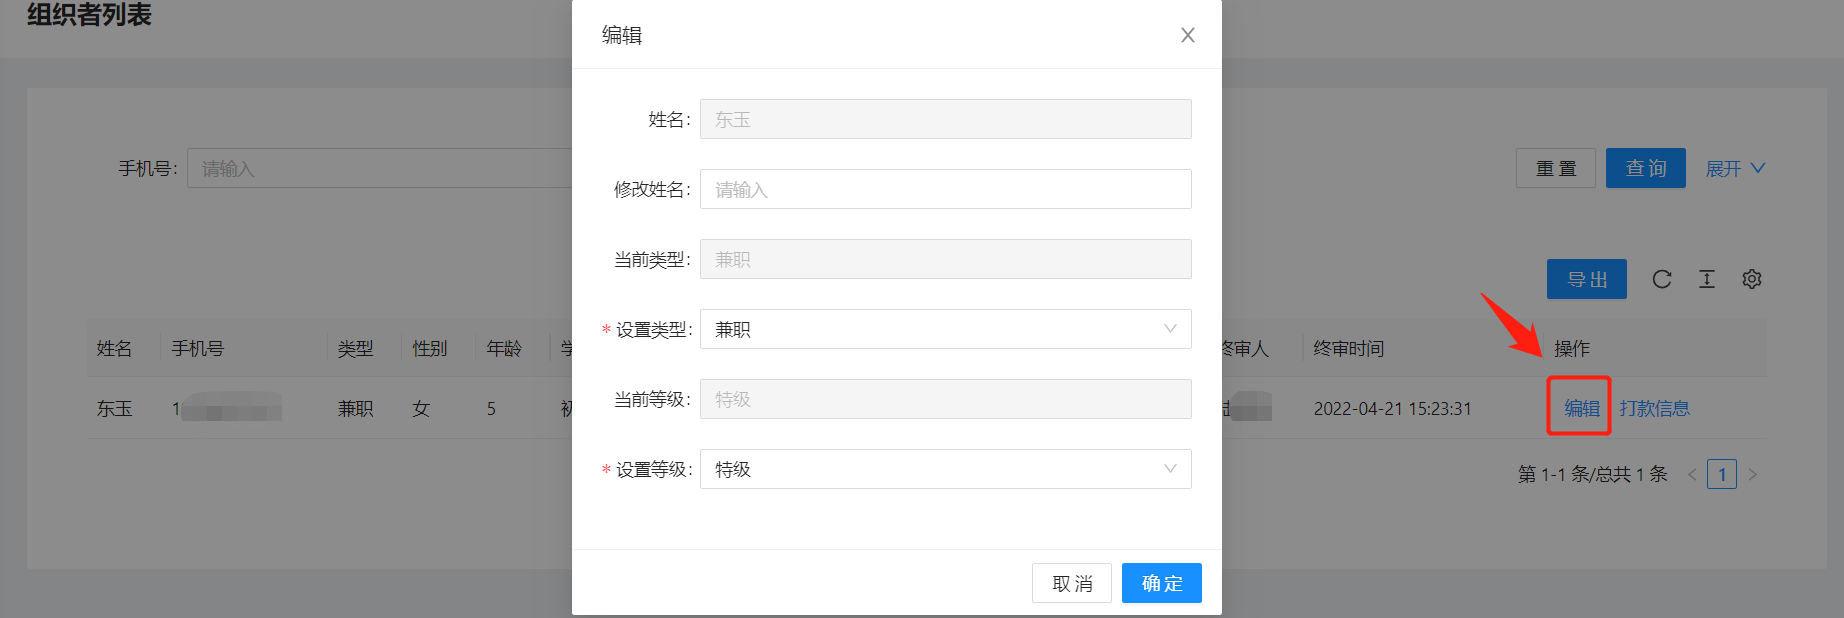 组织者列表
编辑
姓名:
东玉
手机号:
请输入
重置
查询
展开
修改姓名:
请输入
当前类型:
兼职
导出
* 设置类型:
兼职
姓名
手机号
类型
性别
年龄
终审人
终审时间
操作
当前等级:
特级
东玉
1
兼职
女
5
2022-04-21 15:23:31
编辑
打款信息
* 设置等级:
特级
第 1-1 条/总共 1 条
<
1
>
取消
确定